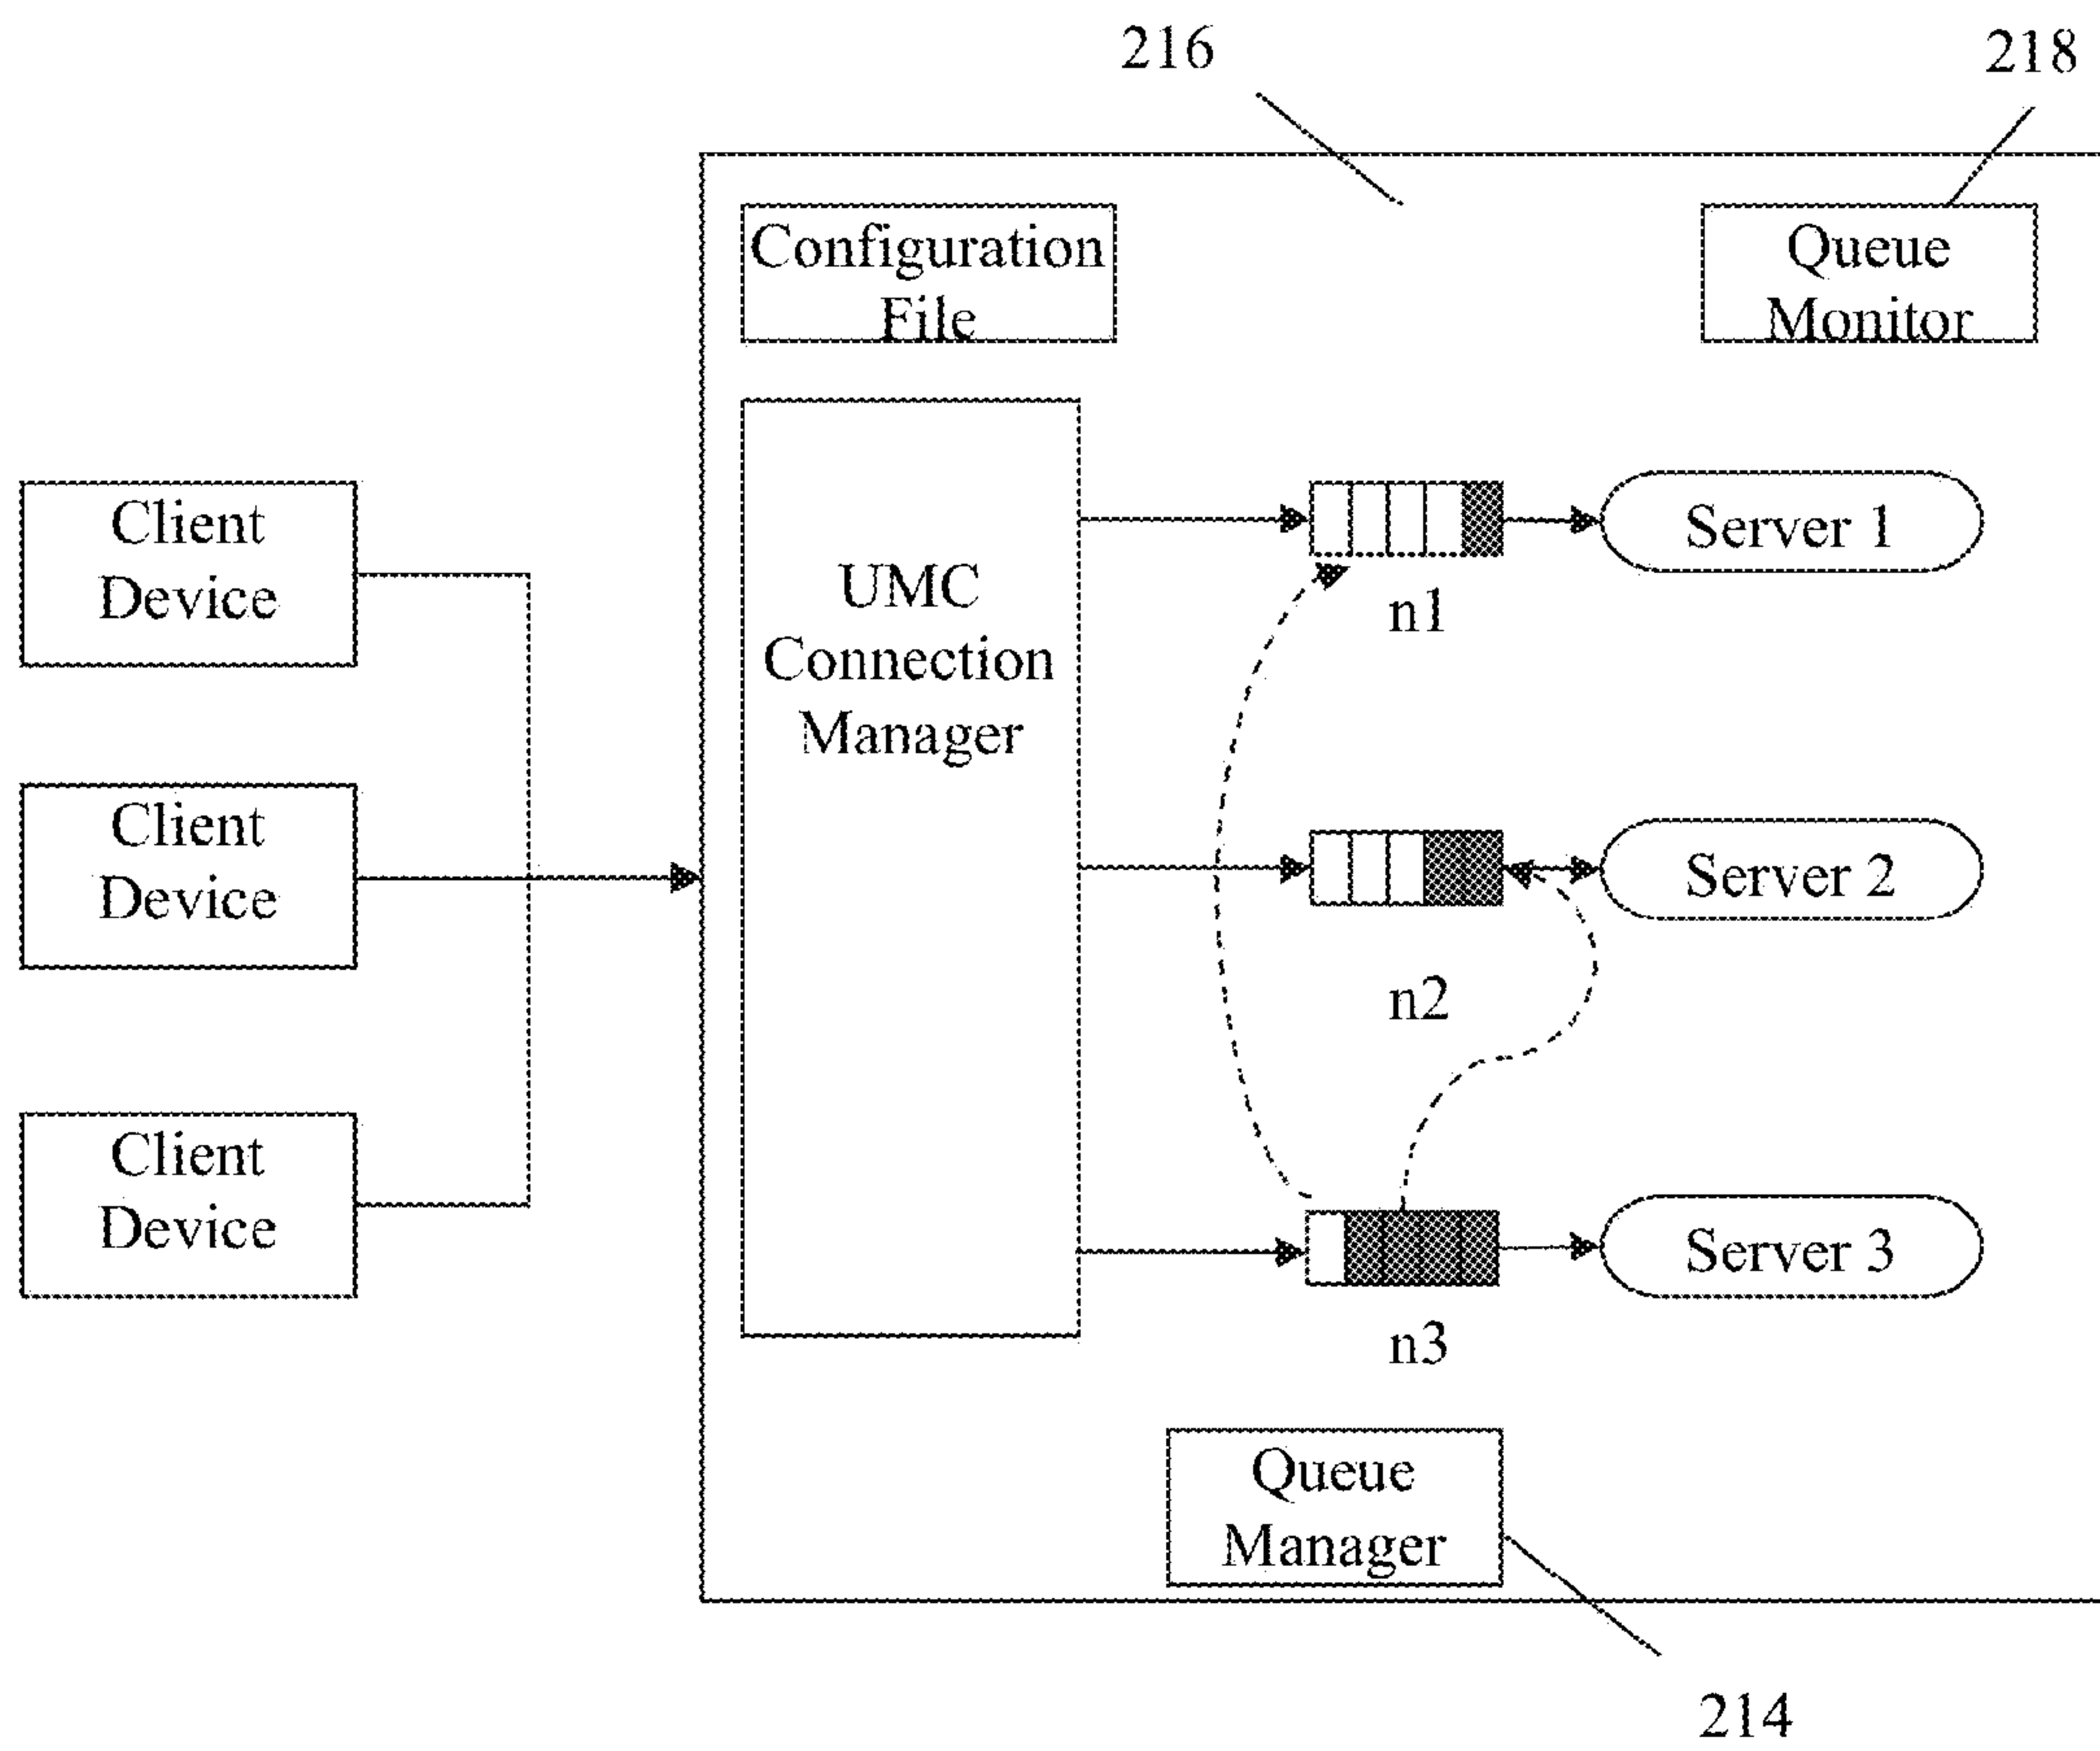 216
218
Configuration
File
Queue
Monitor
Client
Device
Client
Device
Client
Device
UMC
Connection
Manager
n1
Server 1
n2
Server 2
n3
Server 3
Queue
Manager
214